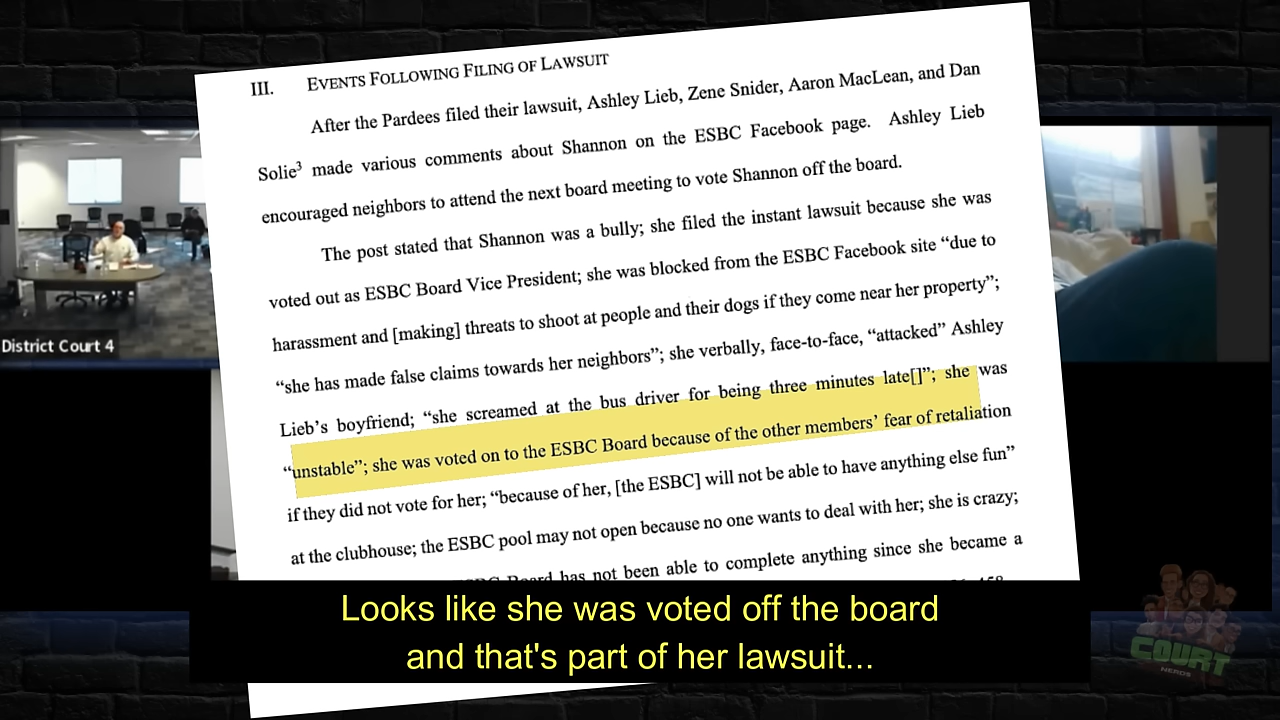 III. EVENTS FOLLOWING FILING OF LAWSUIT
After the Pardees filed their lawsuit, Ashley Lieb, Zene Snider, Aaron MacLean, and Dan
Solie3 made various comments about Shannon on the ESBC Facebook page. Ashley Lieb
encouraged neighbors to attend the next board meeting to vote Shannon off the board.
The post stated that Shannon was a bully; she filed the instant lawsuit because she was
voted out as ESBC Board Vice President; she was blocked from the ESBC Facebook site “due to
harassment and [making] threats to shoot at people and their dogs if they come near her property”;
“she has made false claims towards her neighbors”; she verbally, face-to-face, “attacked” Ashley
Lieb’s boyfriend; “she screamed at the bus driver for being three minutes late[]”; she was
“unstable”; she was voted on to the ESBC Board because of the other members’ fear of retaliation
if they did not vote for her; “because of her, [the ESBC] will not be able to have anything else fun”
at the clubhouse; the ESBC pool may not open because no one wants to deal with her; she is crazy;
Board has not been able to complete anything since she became a
District Court 4
Looks like she was voted off the board
and that's part of her lawsuit...
COURT
NERDS